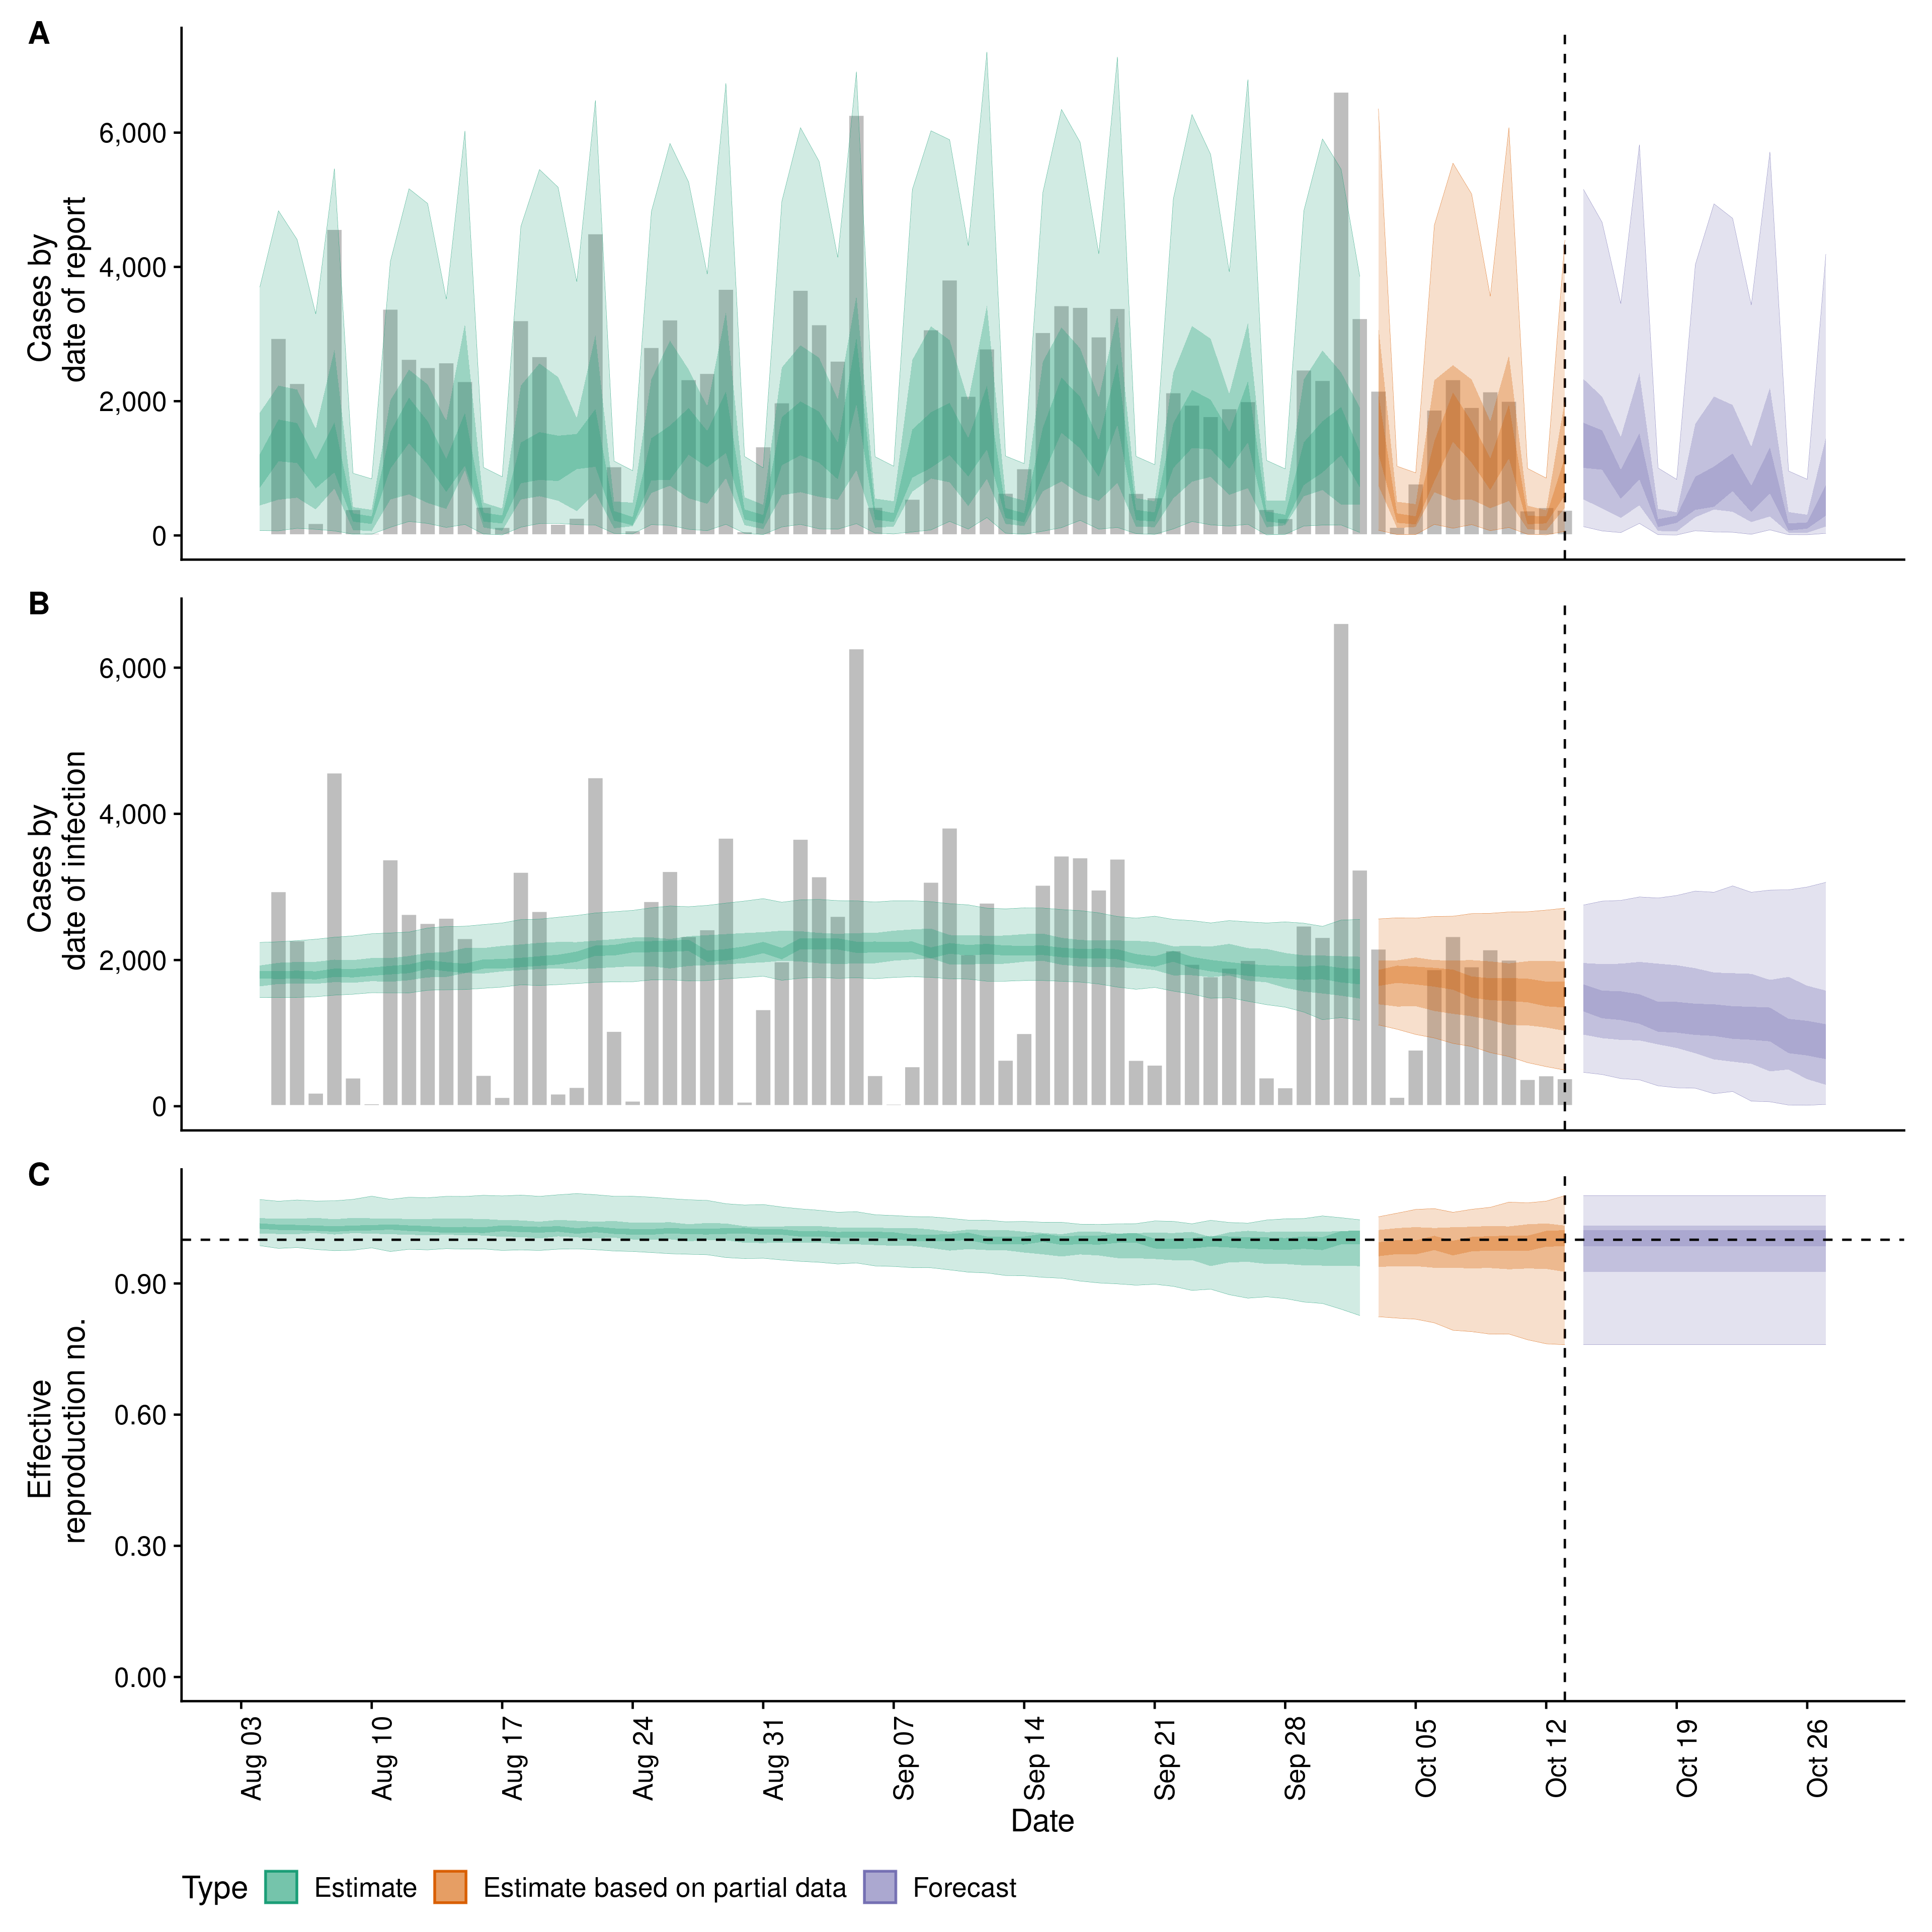 A
Cases by
date of report
6,000
4,000
2,000
0
B
Cases by
date of infection
6,000
4,000
2,000
0
C
Effective
reproduction no.
0.90
0.60
0.30
0.00
Aug 03
Aug 10
Aug 17
Aug 24
Aug 31
Sep 07
Sep 14
Sep 21
Sep 28
Oct 05
Oct 12
Oct 19
Oct 26
Date
Type
Estimate
Estimate based on partial data
Forecast